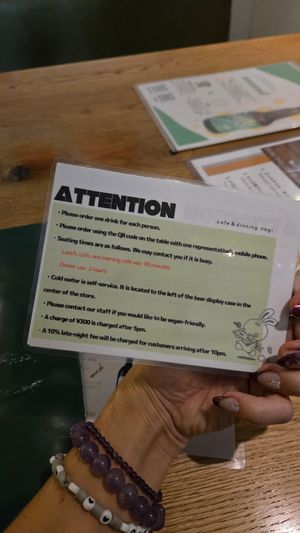 ATTENTION
cafe & dinning nagi
• Please order one drink for each person.
• Please order using the QR code on the table with one representative's mobile phone.
• Seating times are as follows. We may contact you if it is busy.
Lunch, cafe, and evening cafe use: 90 minutes
Dinner use: 2 hours
• Cold water is self-service. It is located to the left of the beer display case in the
center of the store.
• Please contact our staff if you would like to be vegan-friendly.
• A charge of ¥300 is charged after 5pm.
• A 10% late-night fee will be charged for customers arriving after 10pm.